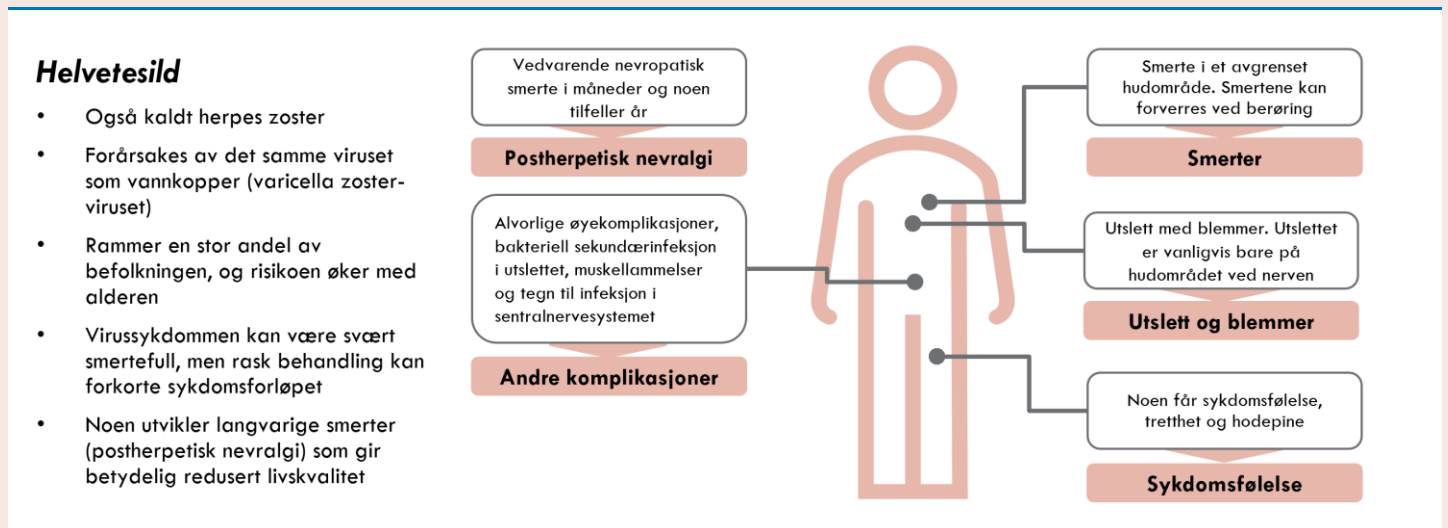 Helvetesild
• Også kaldt herpes zoster
• Forårsakes av det samme viruset
som vannkopper (varicella zoster-
viruset)
• Rammer en stor andel av
befolkningen, og risikoen øker med
alderen
• Virussykdommen kan være svært
smertefull, men rask behandling kan
forkorte sykdomsforløpet
• Noen utvikler langvarige smerter
(postherpetisk nevralgi) som gir
betydelig redusert livskvalitet
Vedvarende nevropatisk
smerte i måneder og noen
tilfeller år
Postherpetisk nevralgi
Alvorlige øyekomplikasjoner,
bakteriell sekundærinfeksjon
i utslettet, muskellammelser
og tegn til infeksjon i
sentralnervesystemet
Andre komplikasjoner
Smerte i et avgrenset
hudområde. Smertene kan
forverres ved berøring
Smerter
Utslett med blemmer. Utslettet
er vanligvis bare på
hudområdet ved nerven
Utslett og blemmer
Noen får sykdomsfølelse,
tretthet og hodepine
Sykdomsfølelse